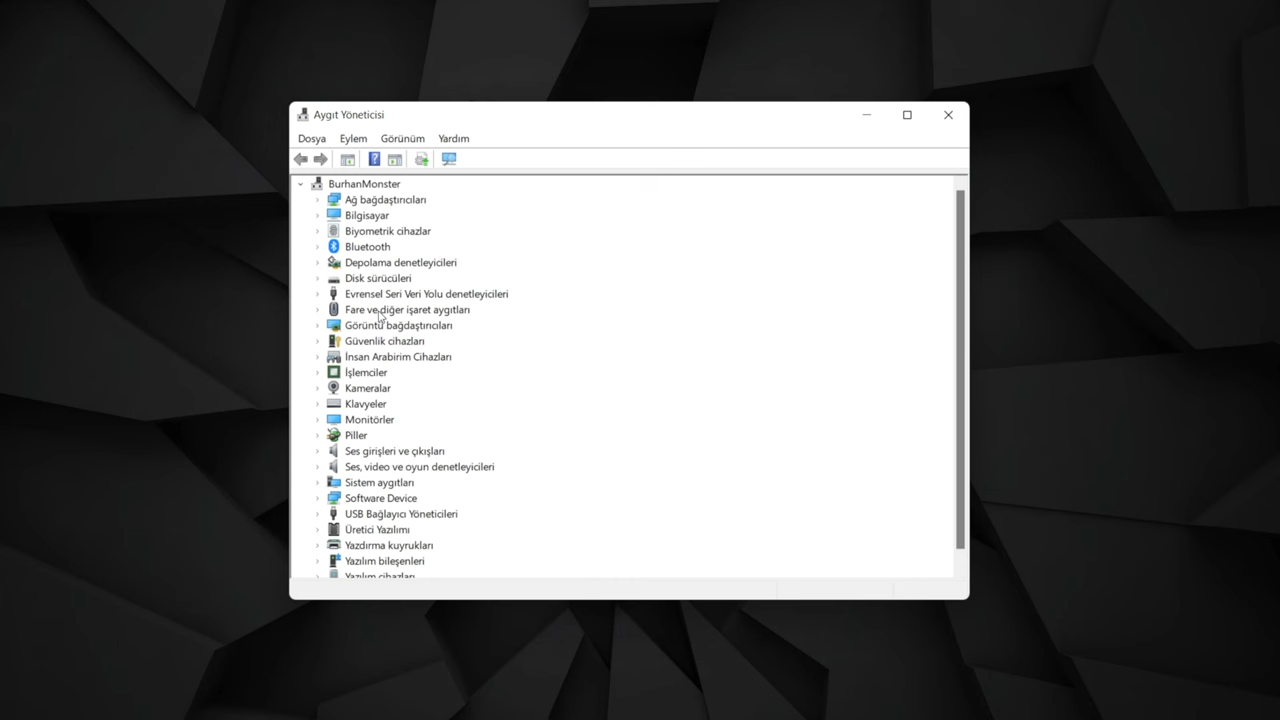 Aygıt Yöneticisi
Dosya Eylem Görünüm Yardım
BurhanMonster
Ağ bağdaştırıcıları
Bilgisayar
Biyometrik cihazlar
Bluetooth
Depolama denetleyicileri
Disk sürücüleri
Evrensel Seri Veri Yolu denetleyicileri
Fare ve diğer işaret aygıtları
Görüntü bağdaştırıcıları
Güvenlik cihazları
İnsan Arabirim Cihazları
İşlemciler
Kameralar
Klavyeler
Monitörler
Piller
Ses girişleri ve çıkışları
Ses, video ve oyun denetleyicileri
Sistem aygıtları
Software Device
USB Bağlayıcı Yöneticileri
Üretici Yazılımı
Yazdırma kuyrukları
Yazılım bileşenleri
Yazılım cihazları